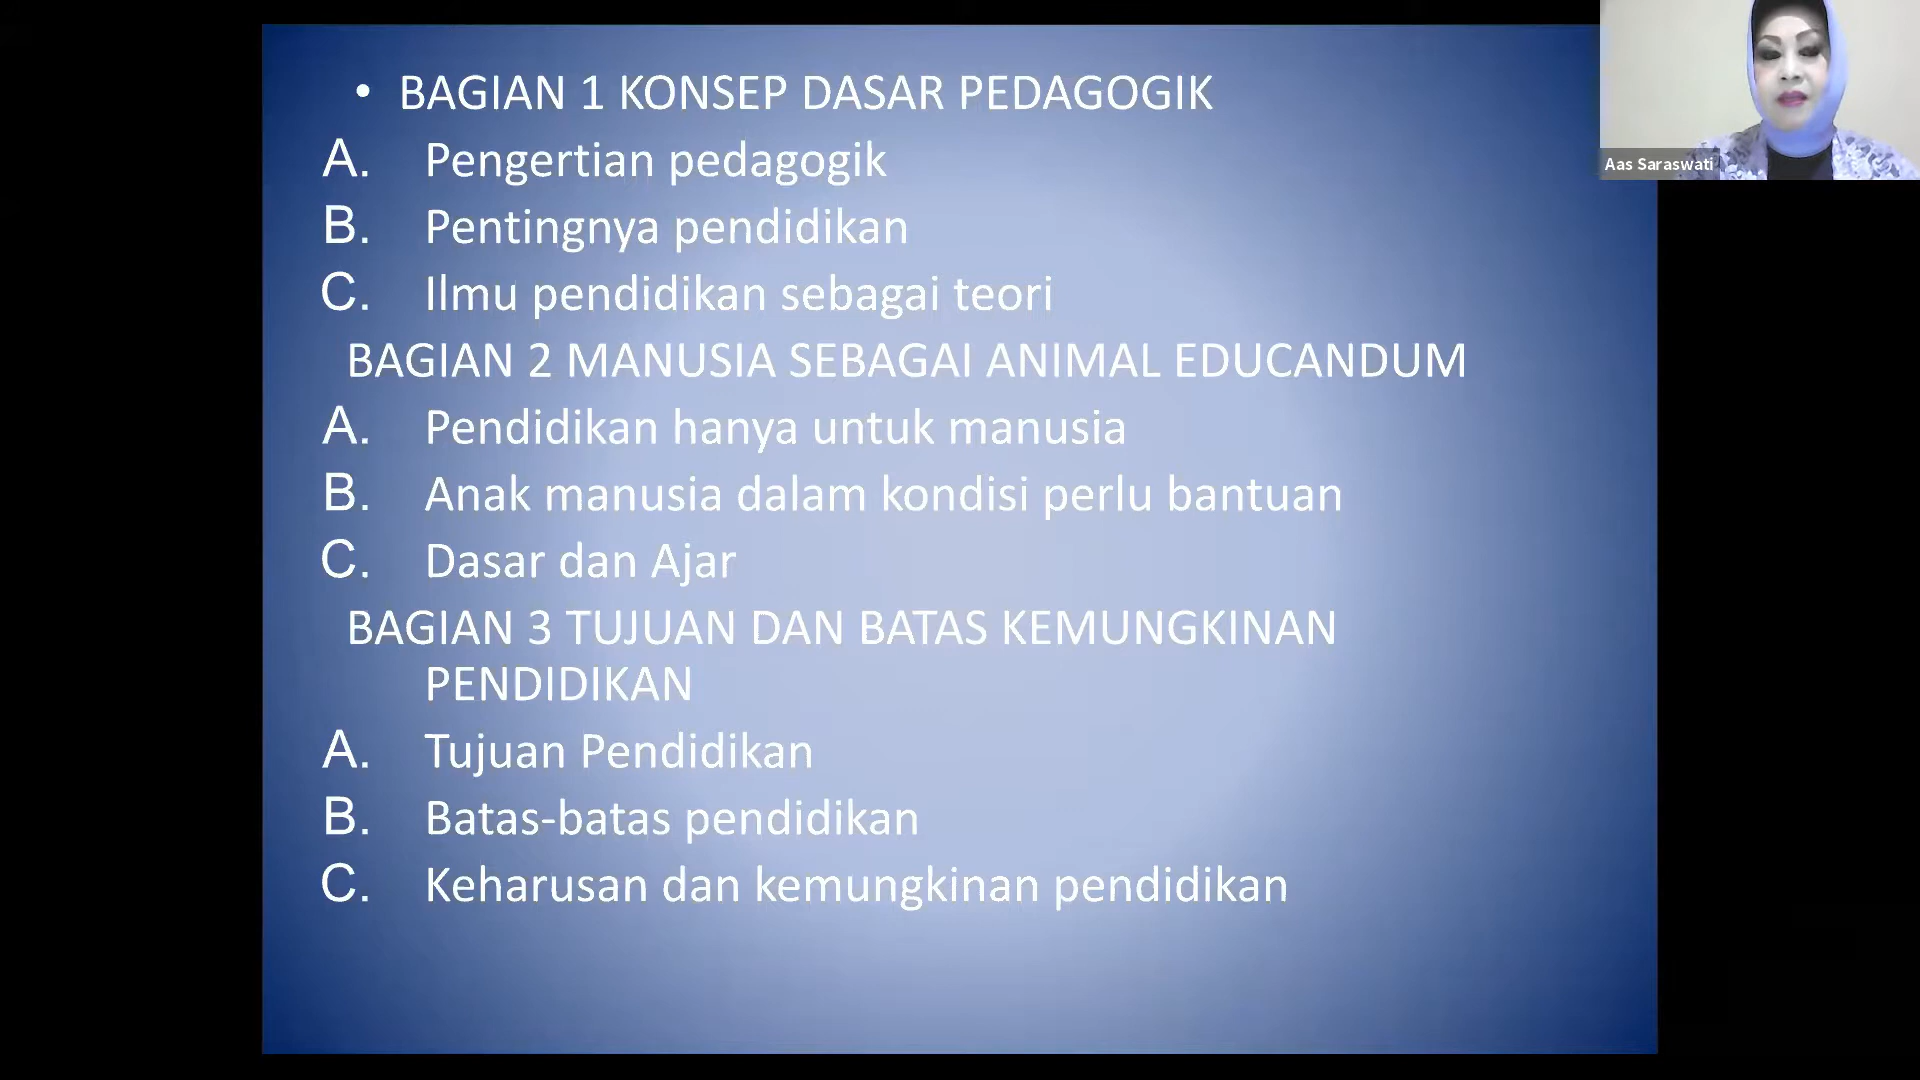 • BAGIAN 1 KONSEP DASAR PEDAGOGIK
A. Pengertian pedagogik
B. Pentingnya pendidikan
C. Ilmu pendidikan sebagai teori
BAGIAN 2 MANUSIA SEBAGAI ANIMAL EDUCANDUM
A. Pendidikan hanya untuk manusia
B. Anak manusia dalam kondisi perlu bantuan
C. Dasar dan Ajar
BAGIAN 3 TUJUAN DAN BATAS KEMUNGKINAN
PENDIDIKAN
A. Tujuan Pendidikan
B. Batas-batas pendidikan
C. Keharusan dan kemungkinan pendidikan
Aas Saraswati